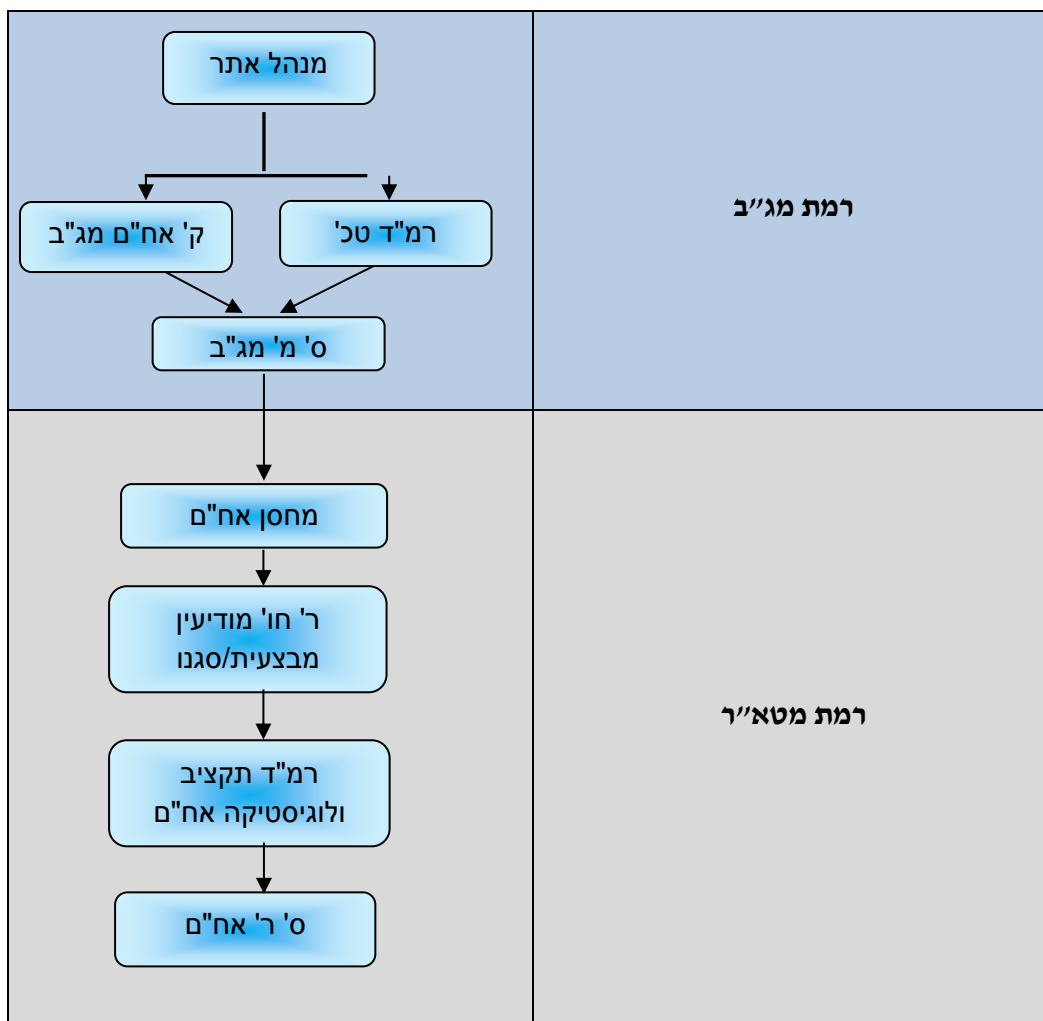 רמת מג״ב
מנהל אתר
רמ"ד טכ'
ק' אח"ם מג"ב
ס' מ' מג"ב
רמת מטא״ר
מחסן אח"ם
ר' חו' מודיעין
מבצעית/סגנו
רמ"ד תקציב
ולוגיסטיקה אח"ם
ס' ר' אח"ם